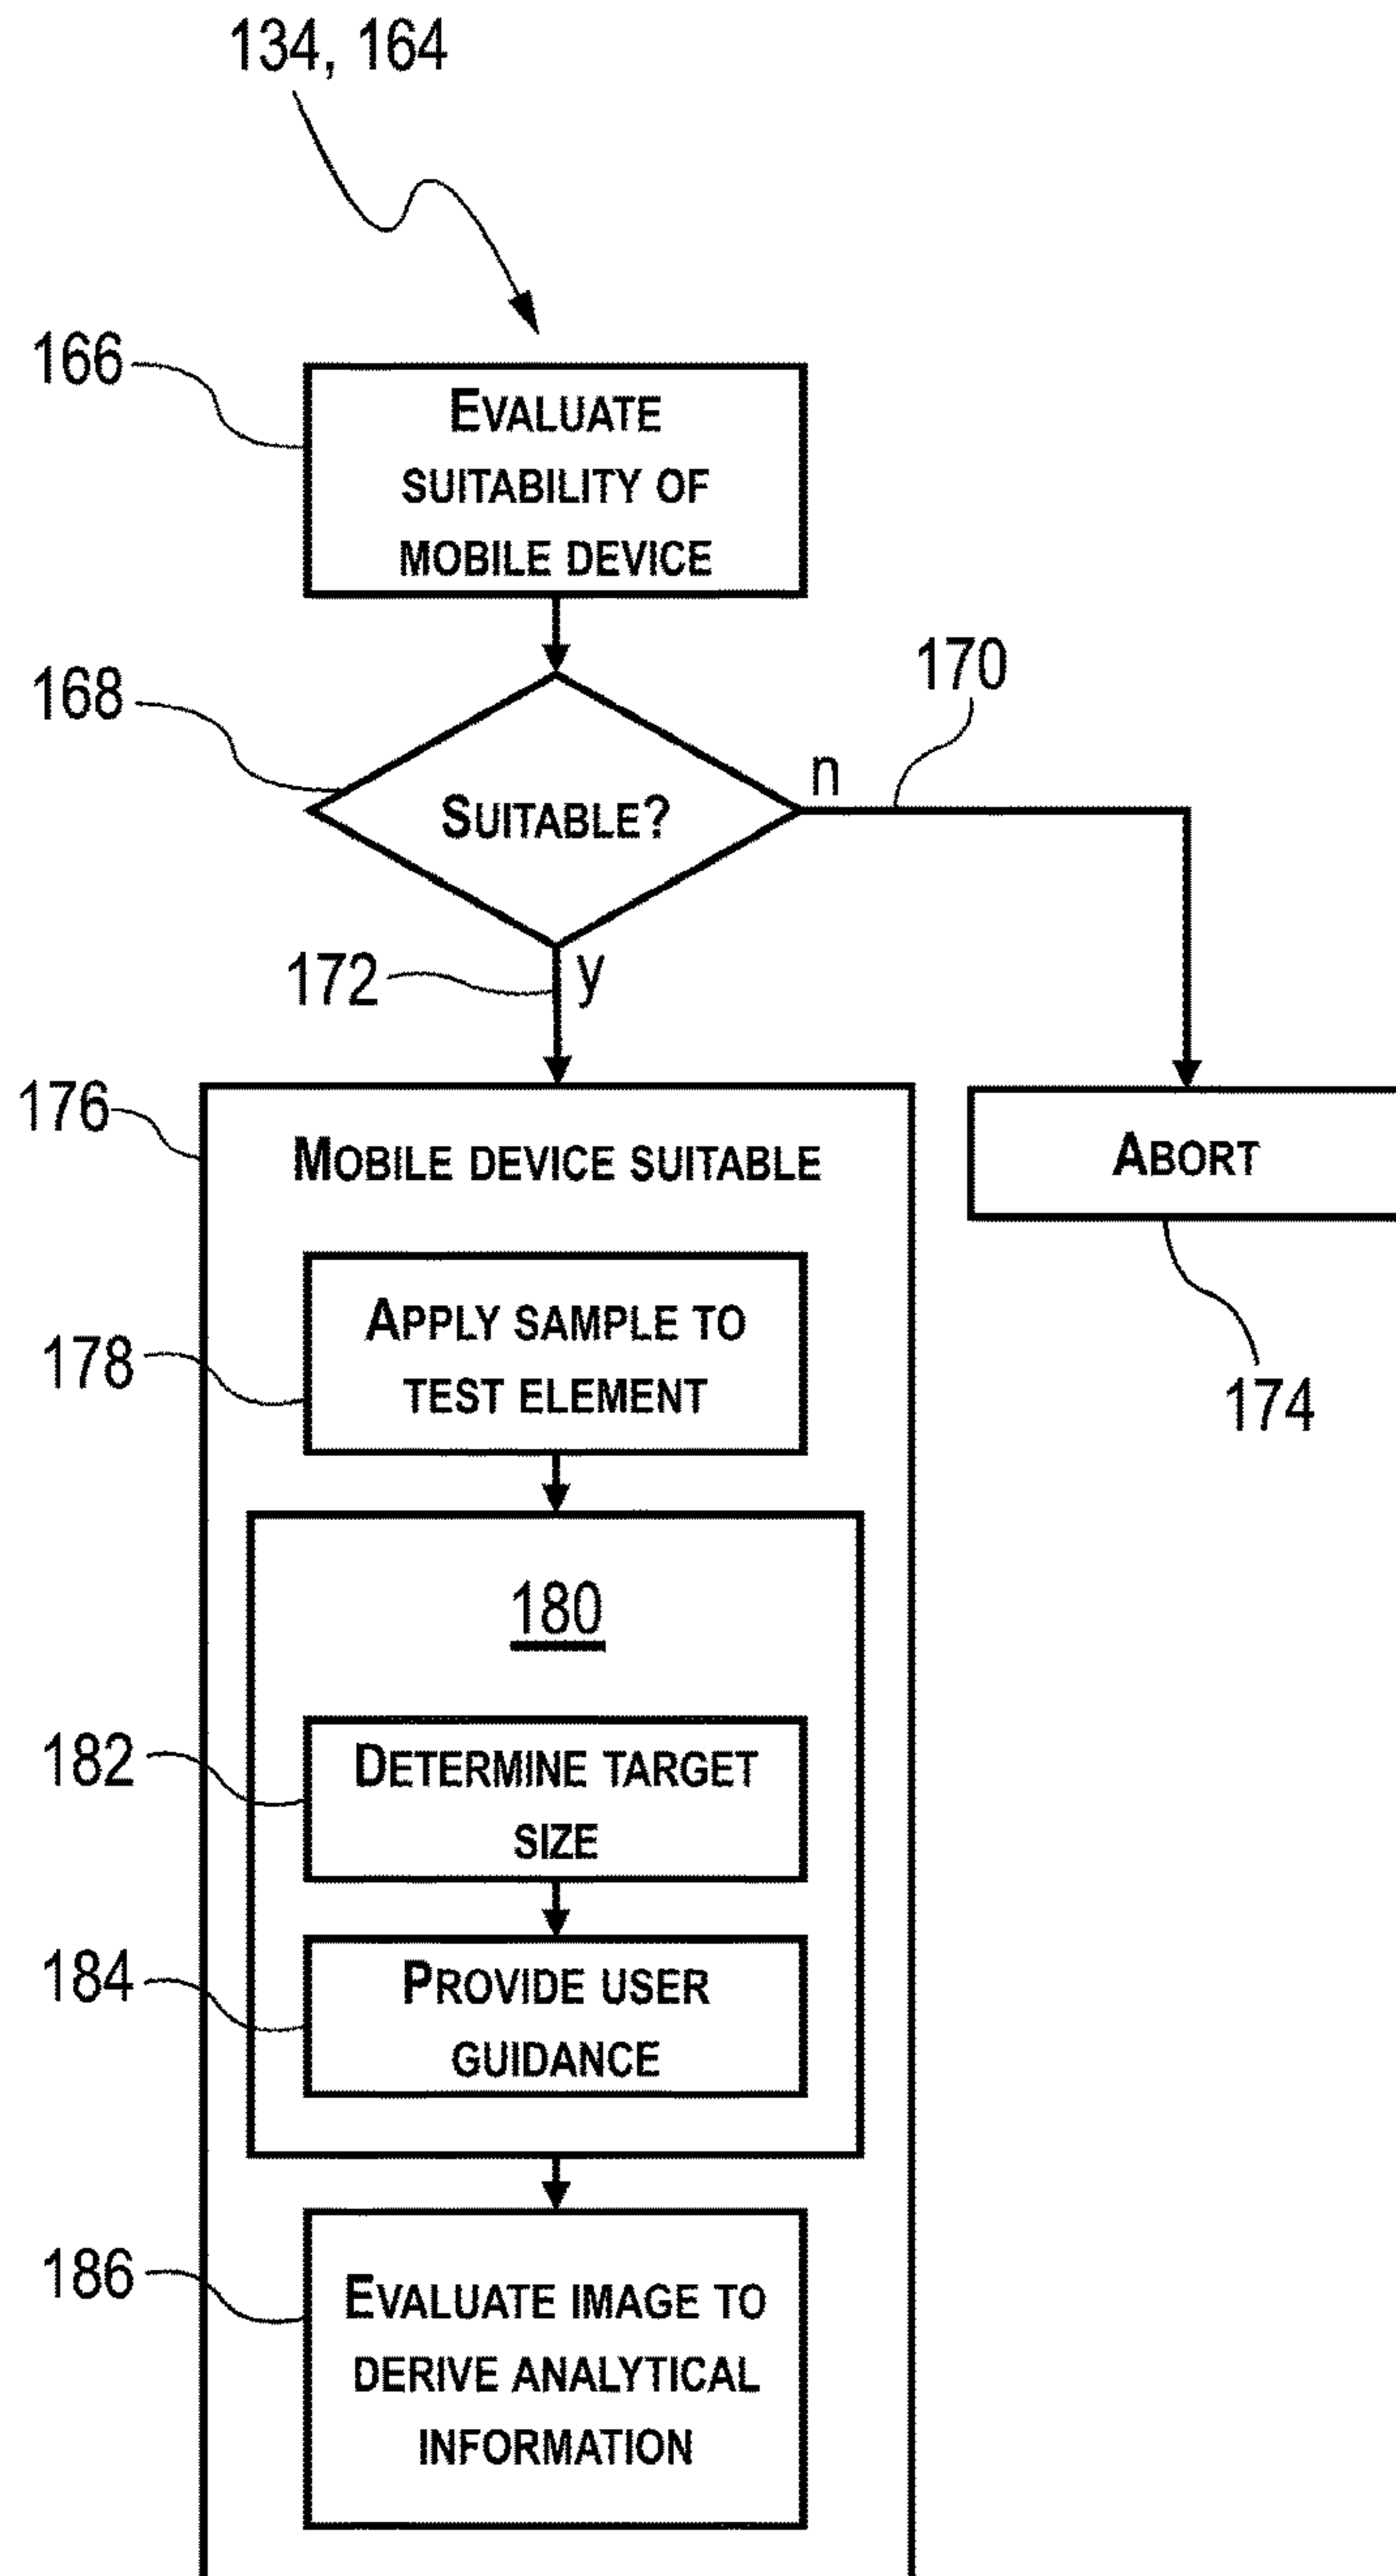 134, 164
166
EVALUATE
SUITABILITY OF
MOBILE DEVICE
168
SUITABLE?
n
170
172
y
176
MOBILE DEVICE SUITABLE
ABORT
174
178
APPLY SAMPLE TO
TEST ELEMENT
180
182
DETERMINE TARGET
SIZE
184
PROVIDE USER
GUIDANCE
186
EVALUATE IMAGE TO
DERIVE ANALYTICAL
INFORMATION